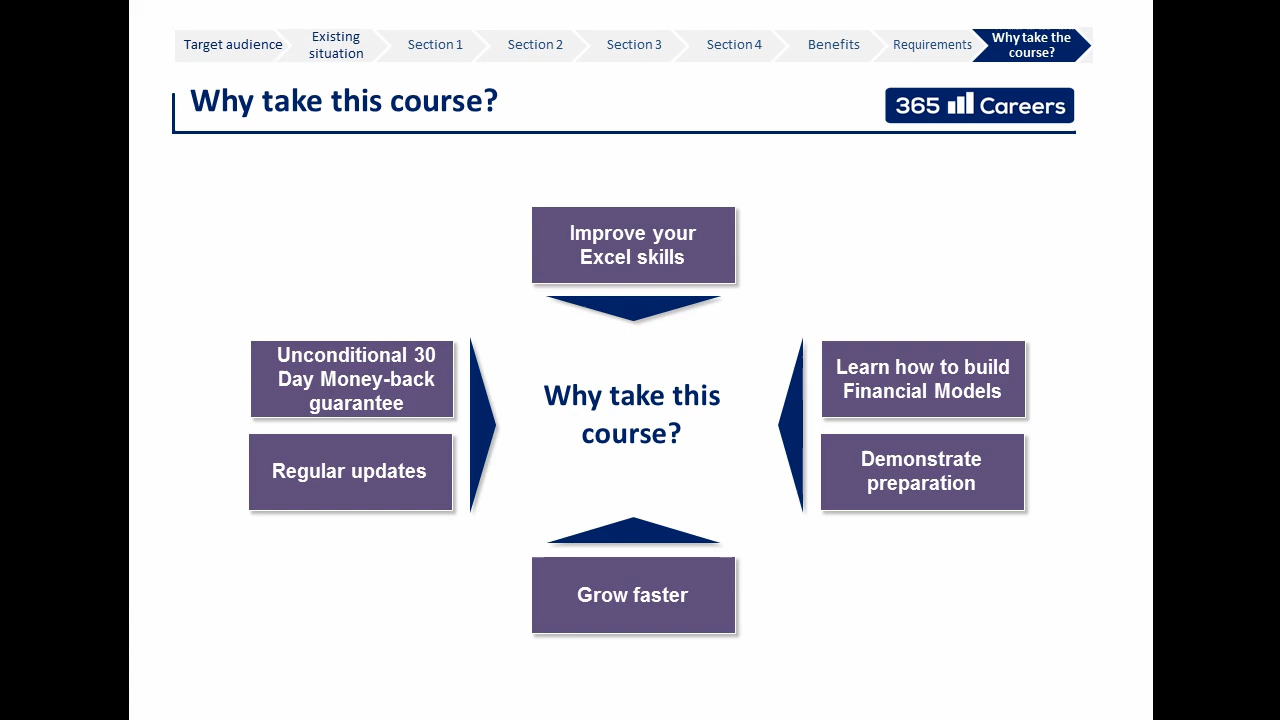 Target audience
Existing
situation
Section 1
Section 2
Section 3
Section 4
Benefits
Requirements
Why take the
course?
Why take this course?
365 Careers
Improve your
Excel skills
Unconditional 30
Day Money-back
guarantee
Regular updates
Why take this
course?
Learn how to build
Financial Models
Demonstrate
preparation
Grow faster